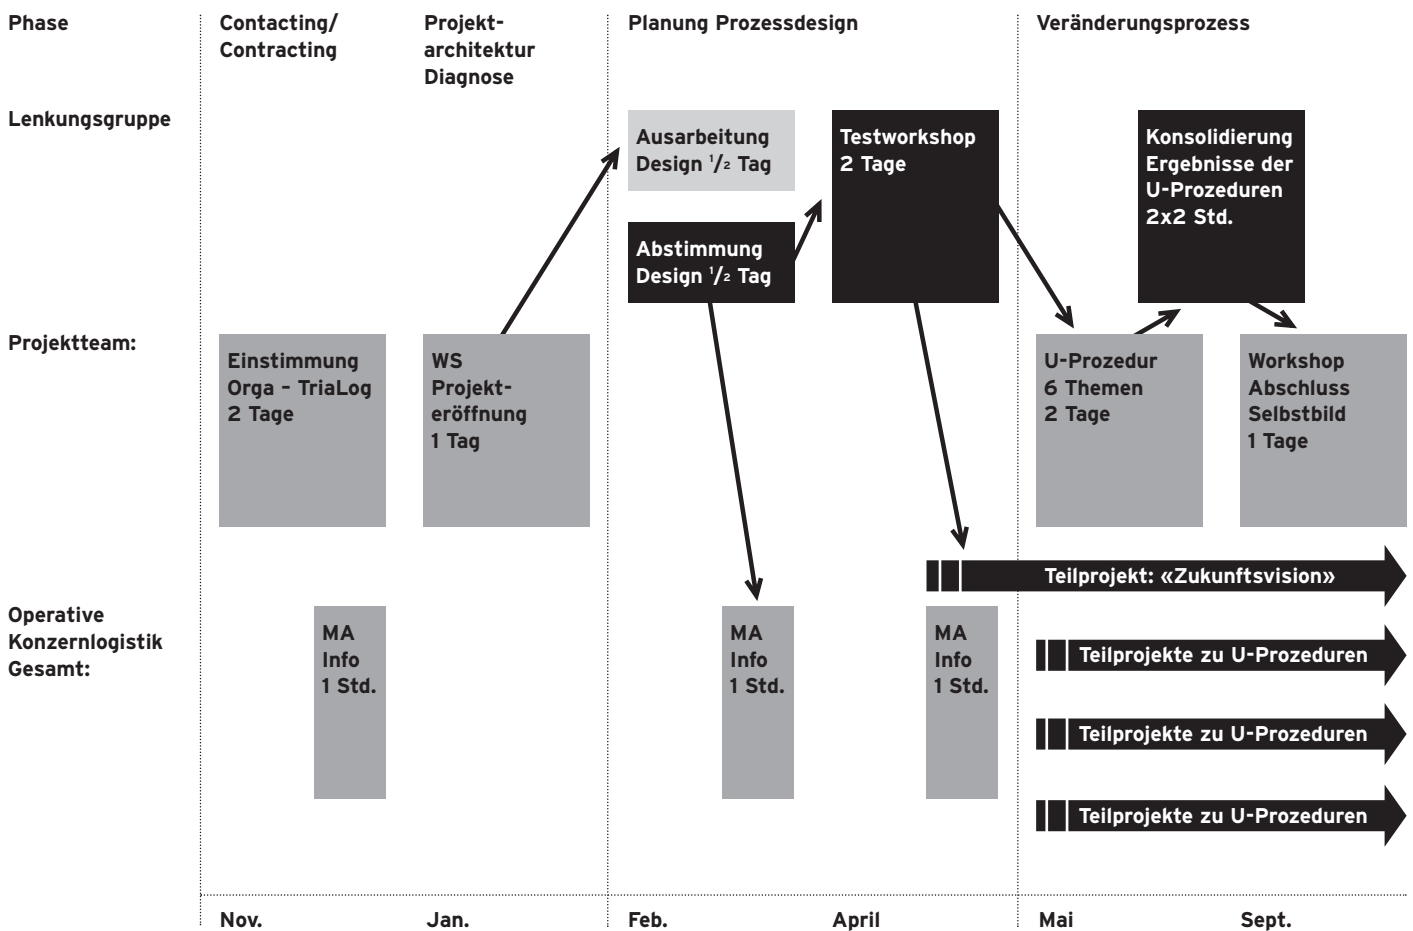 Phase
Contacting/
Contracting
Projekt-
architektur
Diagnose
Planung Prozessdesign
Veränderungsprozess
Lenkungsgruppe
Ausarbeitung
Design 1/2 Tag
Abstimmung
Design 1/2 Tag
Testworkshop
2 Tage
Konsolidierung
Ergebnisse der
U-Prozeduren
2x2 Std.
Projektteam:
Einstimmung
Orga – TriaLog
2 Tage
WS
Projekt-
eröffnung
1 Tag
U-Prozedur
6 Themen
2 Tage
Workshop
Abschluss
Selbstbild
1 Tage
Teilprojekt: «Zukunftsvision»
Operative
Konzernlogistik
Gesamt:
MA
Info
1 Std.
MA
Info
1 Std.
MA
Info
1 Std.
Teilprojekte zu U-Prozeduren
Teilprojekte zu U-Prozeduren
Teilprojekte zu U-Prozeduren
Nov.
Jan.
Feb.
April
Mai
Sept.